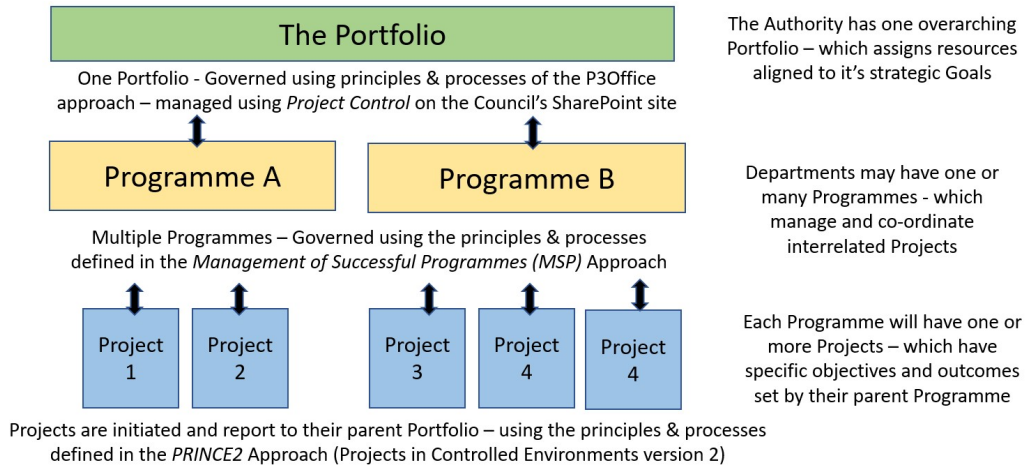 The Portfolio
The Authority has one overarching
Portfolio – which assigns resources
aligned to it's strategic Goals
One Portfolio - Governed using principles & processes of the P3Office
approach – managed using Project Control on the Council's SharePoint site
Programme A
Programme B
Departments may have one or
many Programmes - which
manage and co-ordinate
interrelated Projects
Multiple Programmes – Governed using the principles & processes
defined in the Management of Successful Programmes (MSP) Approach
Project
1
Project
2
Project
3
Project
4
Project
4
Each Programme will have one or
more Projects – which have
specific objectives and outcomes
set by their parent Programme
Projects are initiated and report to their parent Portfolio – using the principles & processes
defined in the PRINCE2 Approach (Projects in Controlled Environments version 2)